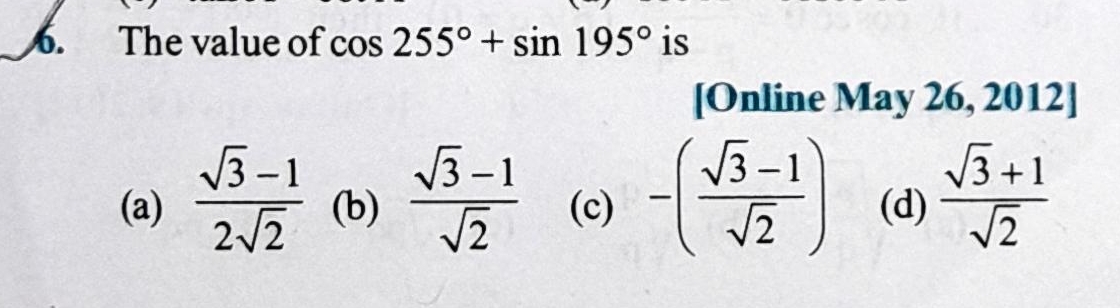 6. The value of cos 255° + sin 195° is
[Online May 26, 2012]
(a) \frac{\sqrt{3}-1}{2\sqrt{2}} (b) \frac{\sqrt{3}-1}{\sqrt{2}} (c) -\left(\frac{\sqrt{3}-1}{\sqrt{2}}\right) (d) \frac{\sqrt{3}+1}{\sqrt{2}}